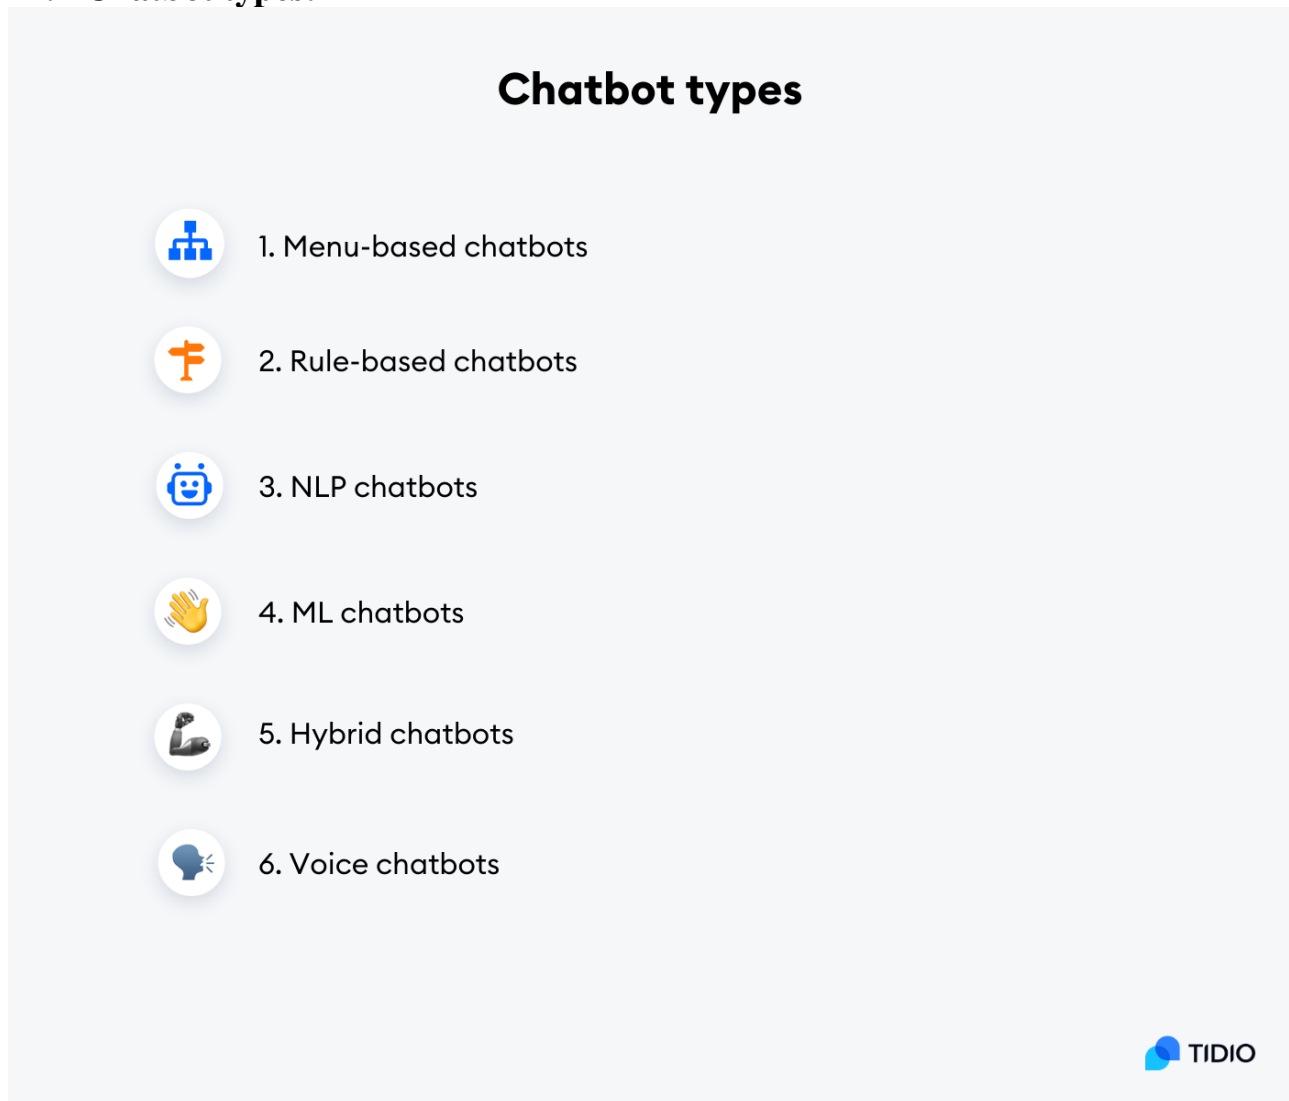 Chatbot types
1. Menu-based chatbots
2. Rule-based chatbots
3. NLP chatbots
4. ML chatbots
5. Hybrid chatbots
6. Voice chatbots
TIDIO